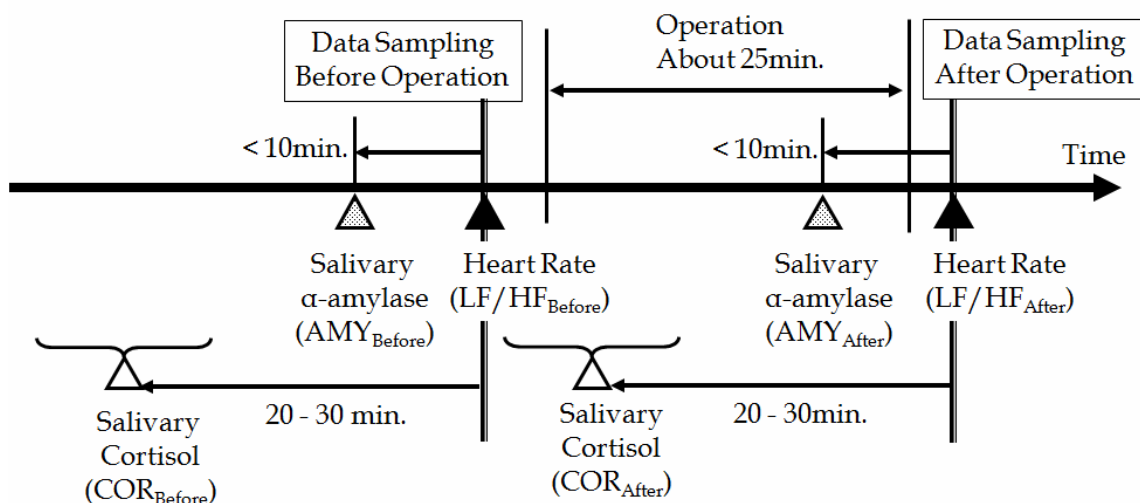 Data Sampling
Before Operation
Operation
About 25min.
Data Sampling
After Operation
< 10min.
< 10min.
Time
Salivary
α-amylase
(AMYBefore)
Heart Rate
(LF/HFBefore)
Salivary
α-amylase
(AMYAfter)
Heart Rate
(LF/HFAfter)
20 - 30 min.
20 - 30min.
Salivary
Cortisol
(CORBefore)
Salivary
Cortisol
(CORAfter)